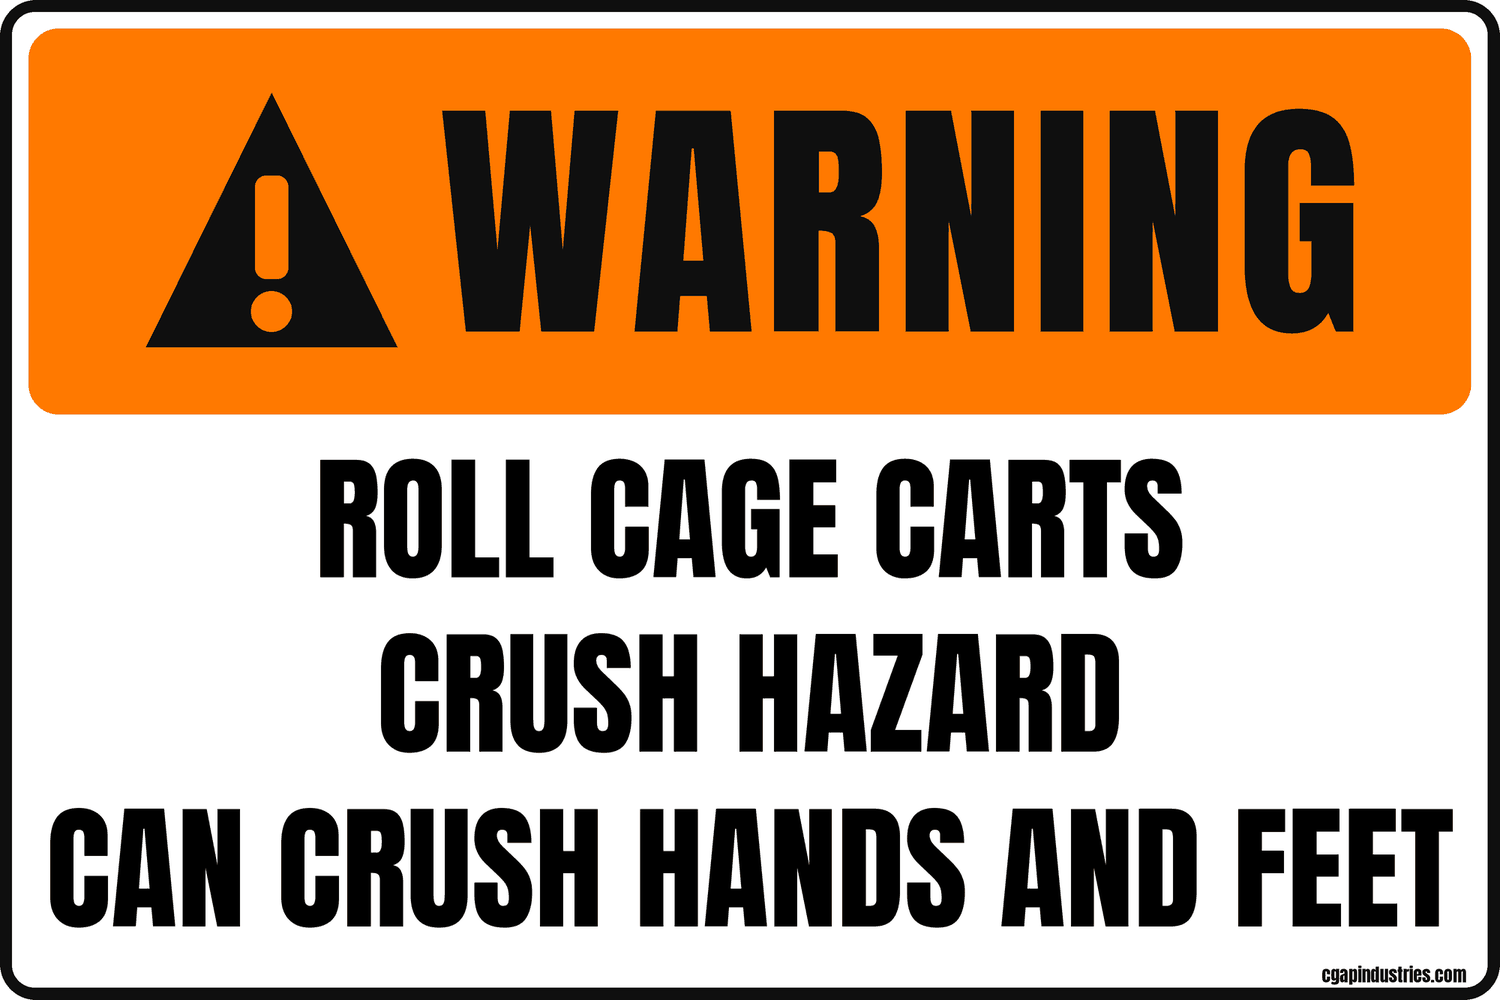 WARNING
ROLL CAGE CARTS
CRUSH HAZARD
CAN CRUSH HANDS AND FEET
cgapindustries.com